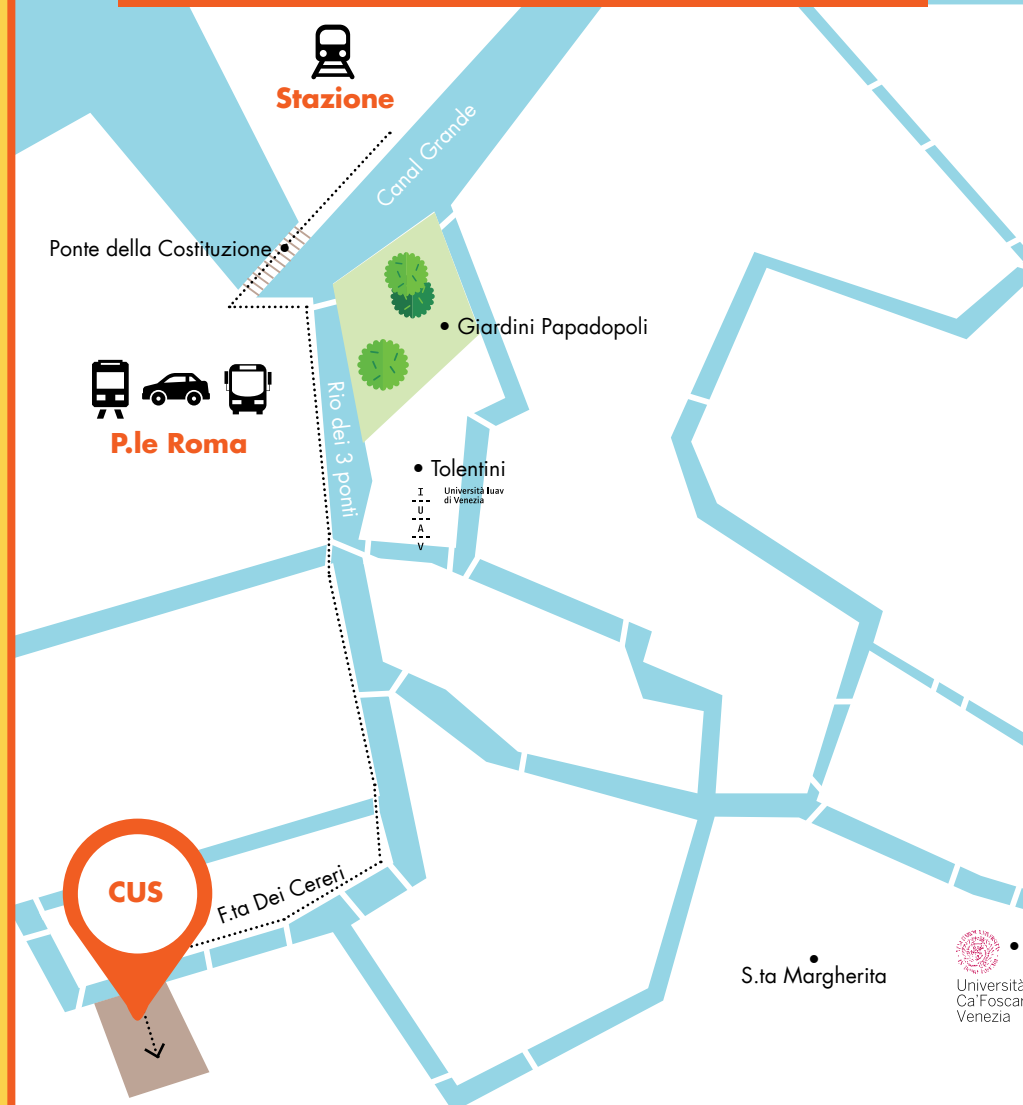 Stazione
Canal Grande
Ponte della Costituzione
Giardini Papadopoli
P.le Roma
Rio dei 3 ponti
Tolentini
I
U
A
V
Università Iuav
di Venezia
CUS
F.ta Dei Cereri
S.ta Margherita
Università
Ca'Foscar
Venezia